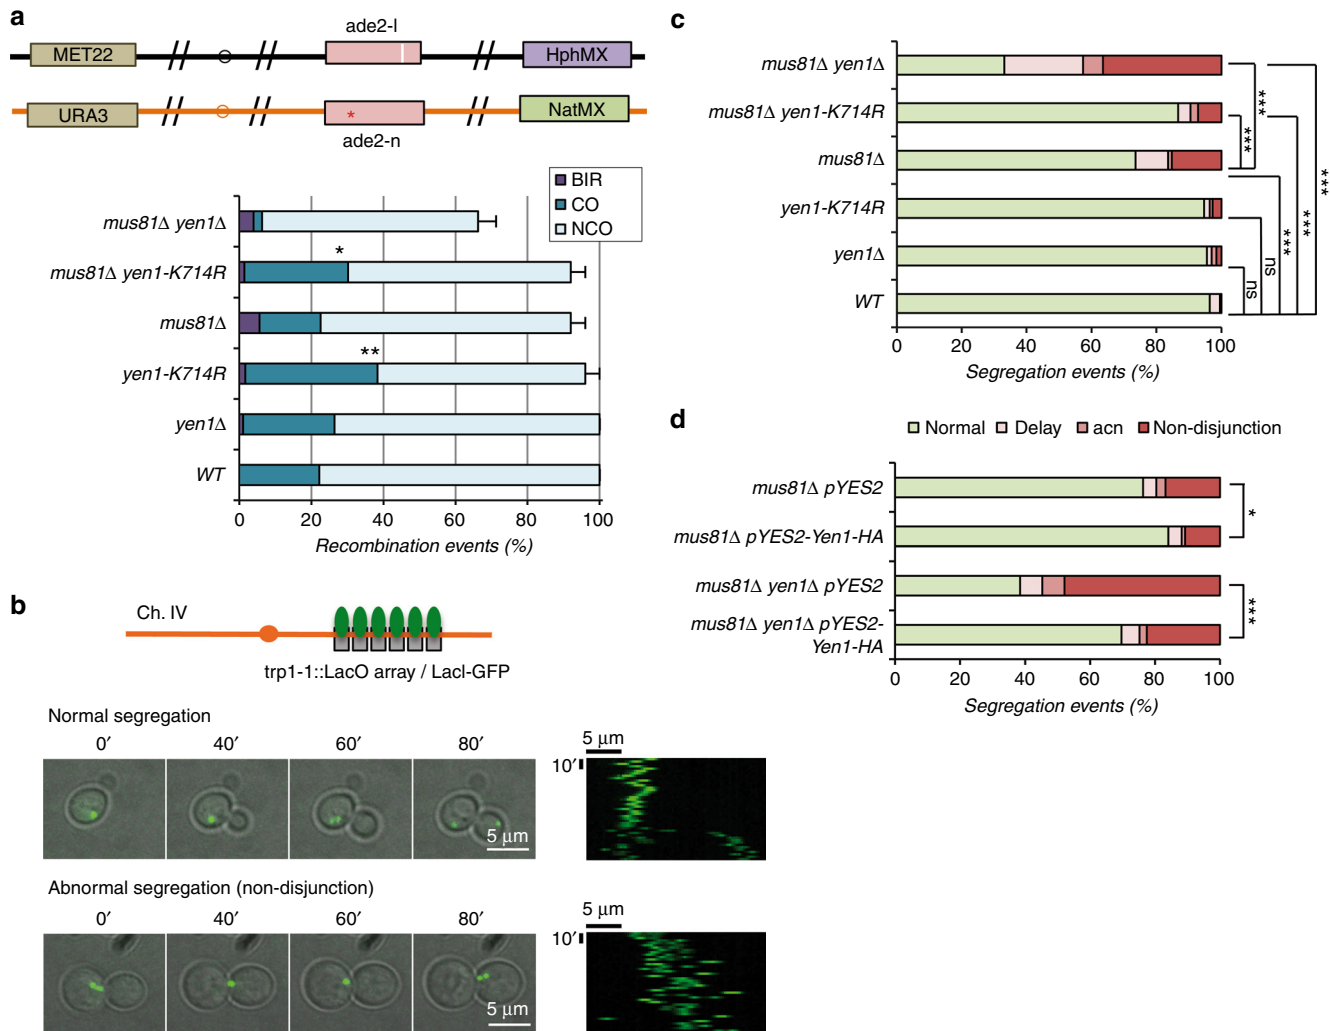 a
ade2-l
MET22
HphMX
URA3
*
NatMX
ade2-n
BIR
CO
NCO
mus81Δ yen1Δ
*
mus81Δ yen1-K714R
mus81Δ
**
yen1-K714R
yen1Δ
WT
0 20 40 60 80 100
Recombination events (%)
b
Ch. IV
trp1-1::LacO array / LacI-GFP
Normal segregation
0′ 40′ 60′ 80′
5 μm
5 μm
10′
Abnormal segregation (non-disjunction)
0′ 40′ 60′ 80′
5 μm
5 μm
10′
c
mus81Δ yen1Δ
mus81Δ yen1-K714R
mus81Δ
yen1-K714R
yen1Δ
WT
ns
ns
***
***
***
***
***
0 20 40 60 80 100
Segregation events (%)
Normal Delay acn Non-disjunction
d
mus81Δ pYES2
mus81Δ pYES2-Yen1-HA
*
mus81Δ yen1Δ pYES2
mus81Δ yen1Δ pYES2-
Yen1-HA
***
0 20 40 60 80 100
Segregation events (%)